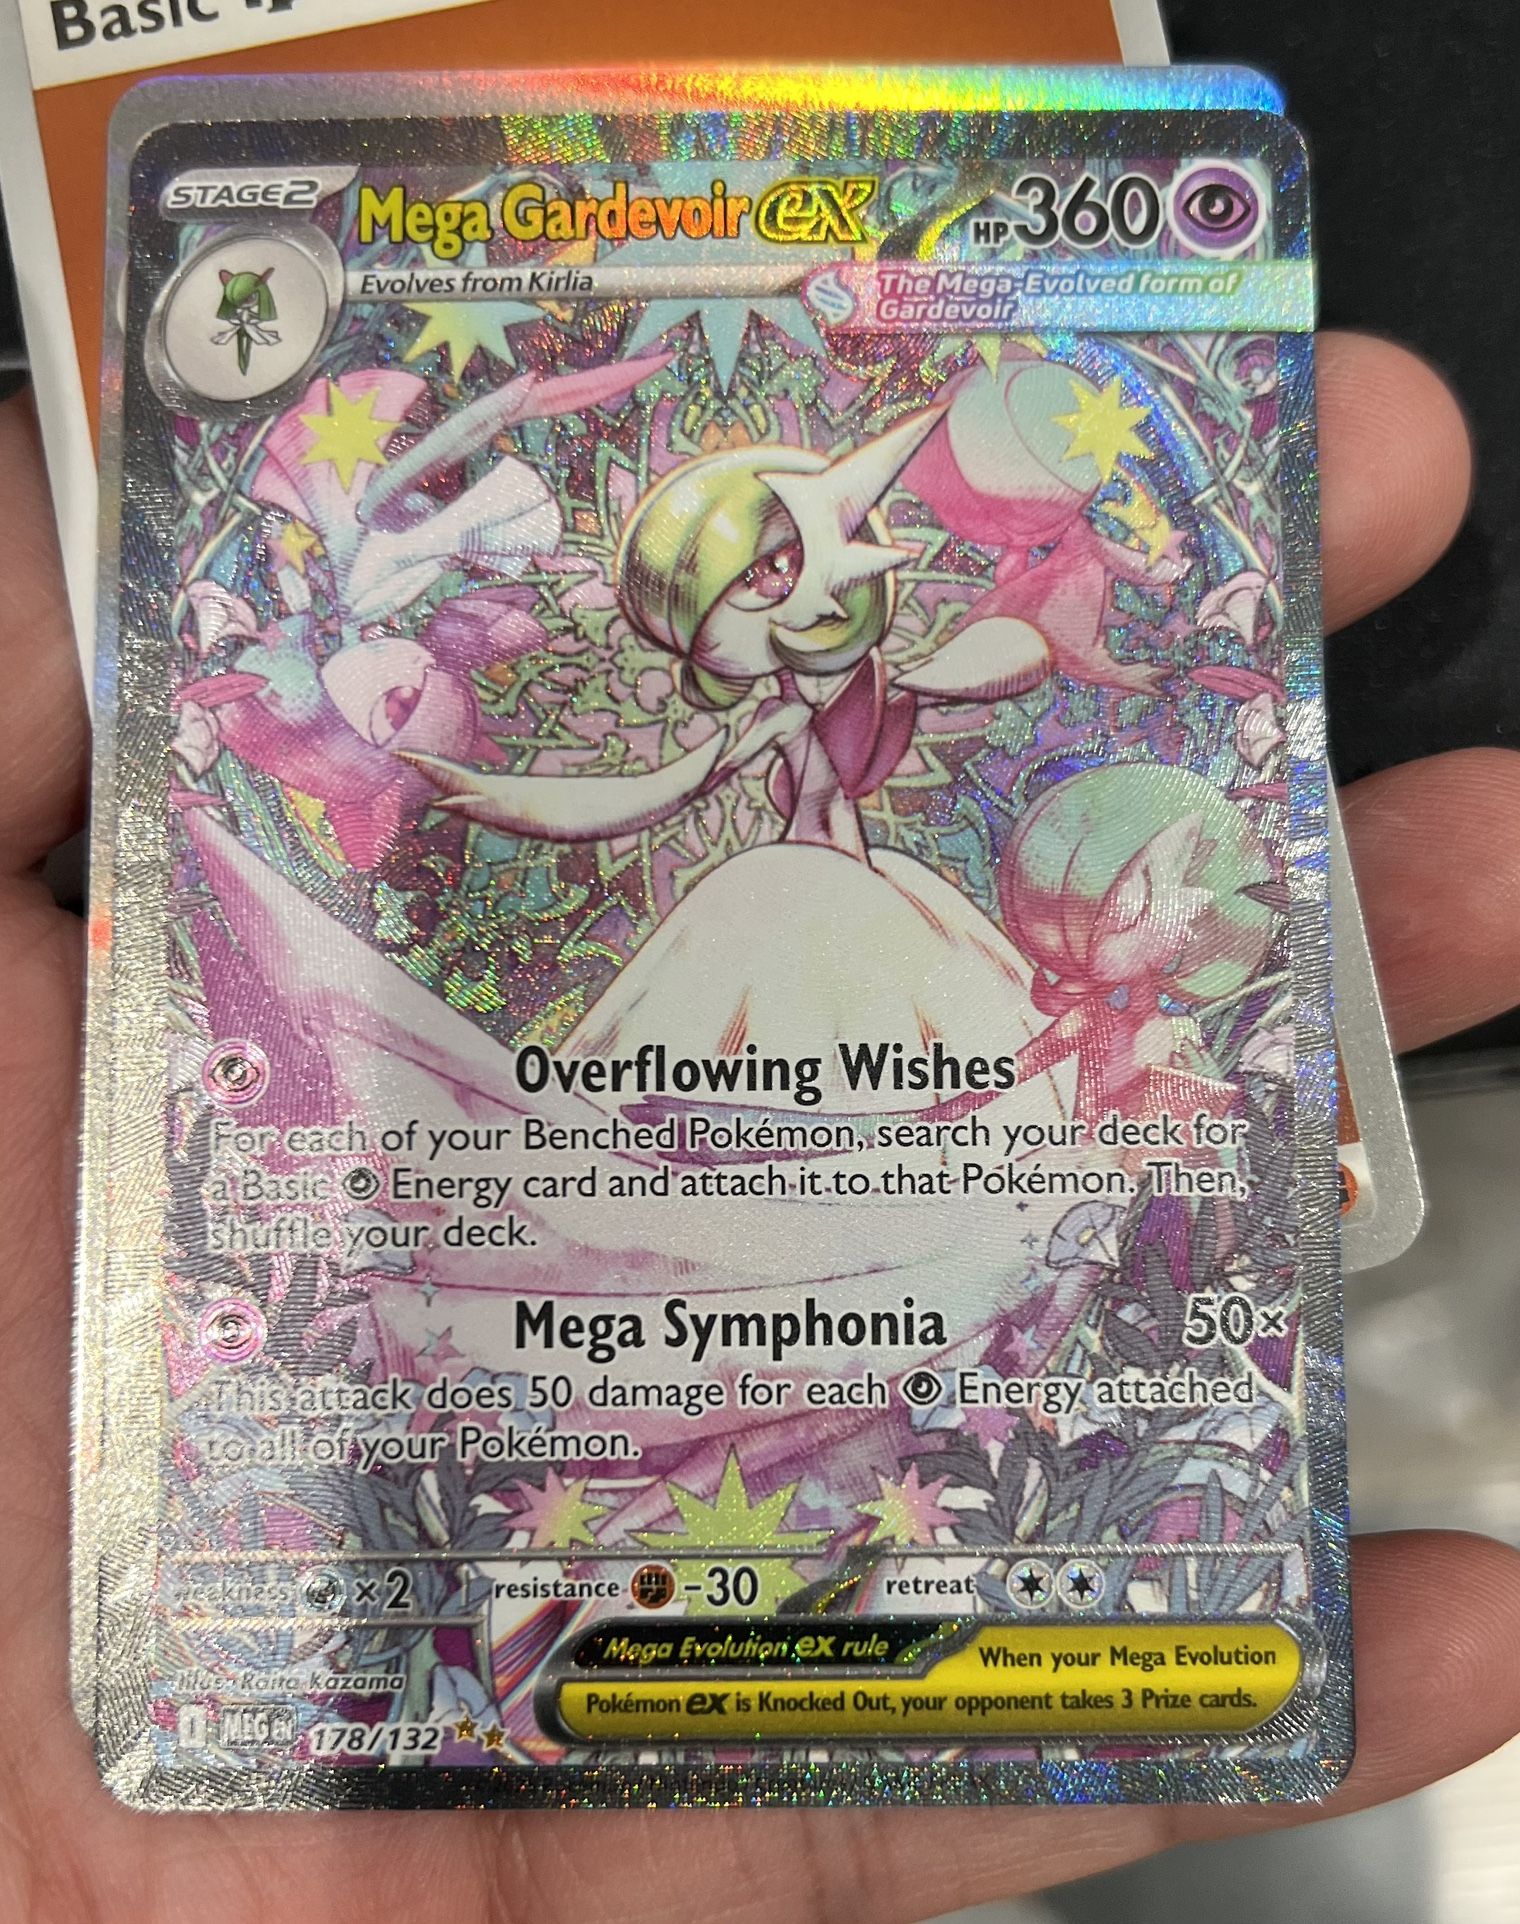 Basic
STAGE2
Mega Gardevoir ex
HP 360
Evolves from Kirlia
The Mega-Evolved form of
Gardevoir
Overflowing Wishes
For each of your Benched Pokémon, search your deck for
a Basic Energy card and attach it to that Pokémon. Then,
shuffle your deck.
Mega Symphonia 50×
This attack does 50 damage for each Energy attached
to all of your Pokémon.
weakness ×2 resistance -30 retreat
Mega Evolution ex rule
When your Mega Evolution
Pokémon ex is Knocked Out, your opponent takes 3 Prize cards.
Illus. Raita Kazama
MEG EN 178/132